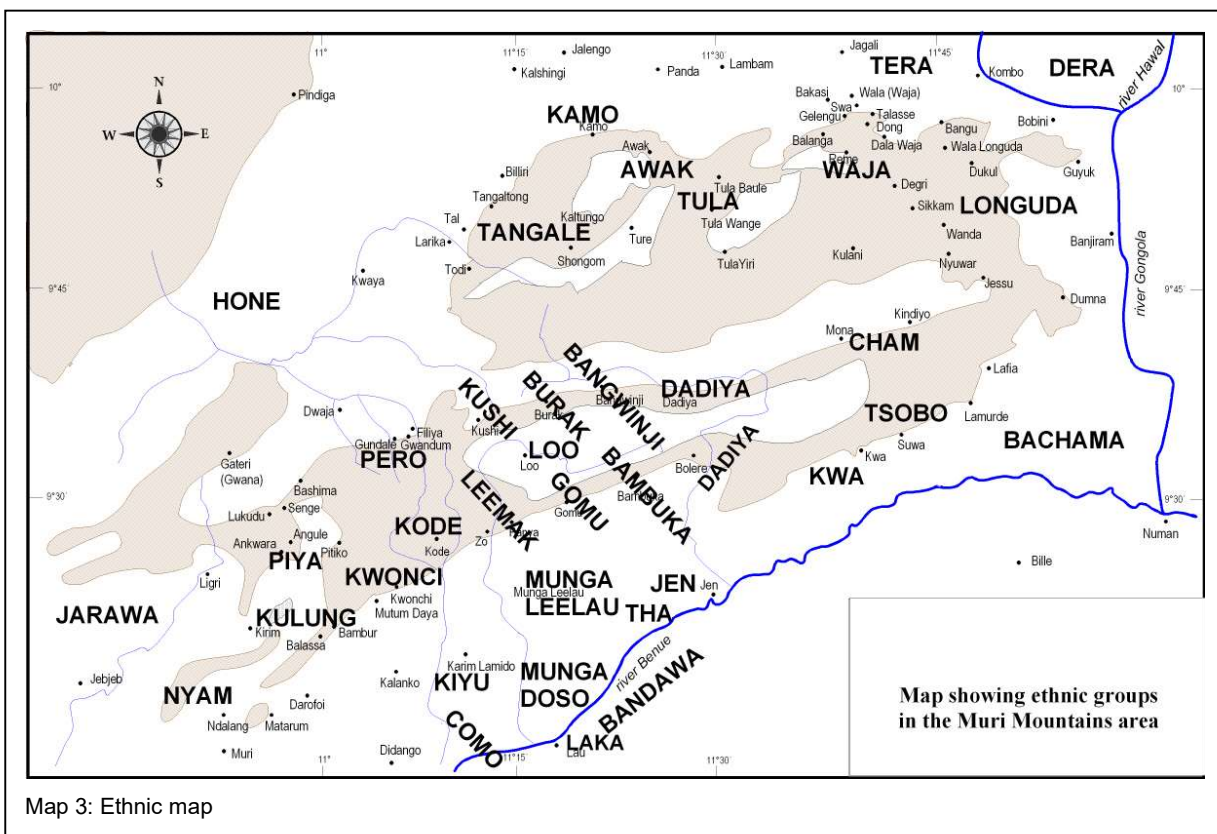 11°
11°15
11°30
11°45
Jalengo
Jagali
Kalshingi
Panda
Lambam
TERA
Kombo
DERA
river Hawal
10°
N
W
E
S
Pindiga
Bakasi
Wala (Waja)
Swa
Gelengu
Talasse
Dong
10°
KAMO
Kamo
Bangu
Bobini
Balanga
Dala Waja
Wala Longuda
Awak
Reme
AWAK
WAJA
Dukul
Guyuk
Billiri
Tula Baule
Degri
Tangaltong
TULA
Sikkam
LONGUDA
Kaltungo
Tula Wange
Tal
TANGALE
Ture
Wanda
Banjiram
Larika
Shongom
TulaYiri
Kulani
Nyuwar
Todi
Kwaya
Jessu
river Gongola
9°45
HONE
9°45
Dumna
Kindiyo
Mona
CHAM
BANGWINJI
BURAK
KUSHI
DADIYA
Lafia
Dwaja
Burak
Bangwinji
Dadiya
TSOBO
Lamurde
Kushi
Filiya
Gundale
Gwandum
PERO
LOO
Loo
Suwa
BACHAMA
Gateri
(Gwana)
Bolere
DADIYA
Kwa
KWA
LEEMAK
GOMU
BAMBUKA
Bashima
9°30
9°30
Lukudu
Senge
Gomu
Bambuka
Angule
KODE
Kode
Zo
Numan
Ankwara
Pitiko
PIYA
KWONCI
Kwonchi
Bille
Ligri
Mutum Daya
MUNGA
LEELAU
Munga Leelau
JEN
Jen
THA
JARAWA
KULUNG
Kirim
Bambur
Balassa
Karim Lamido
Jebjeb
KIYU
Kalanko
MUNGA
DOSO
river Benue
BANDAWA
NYAM
Darofoi
Ndalang
Matarum
COMO
Muri
Didango
LAKA
Lau
11°
11°15
11°30
Map showing ethnic groups
in the Muri Mountains area
Map 3: Ethnic map